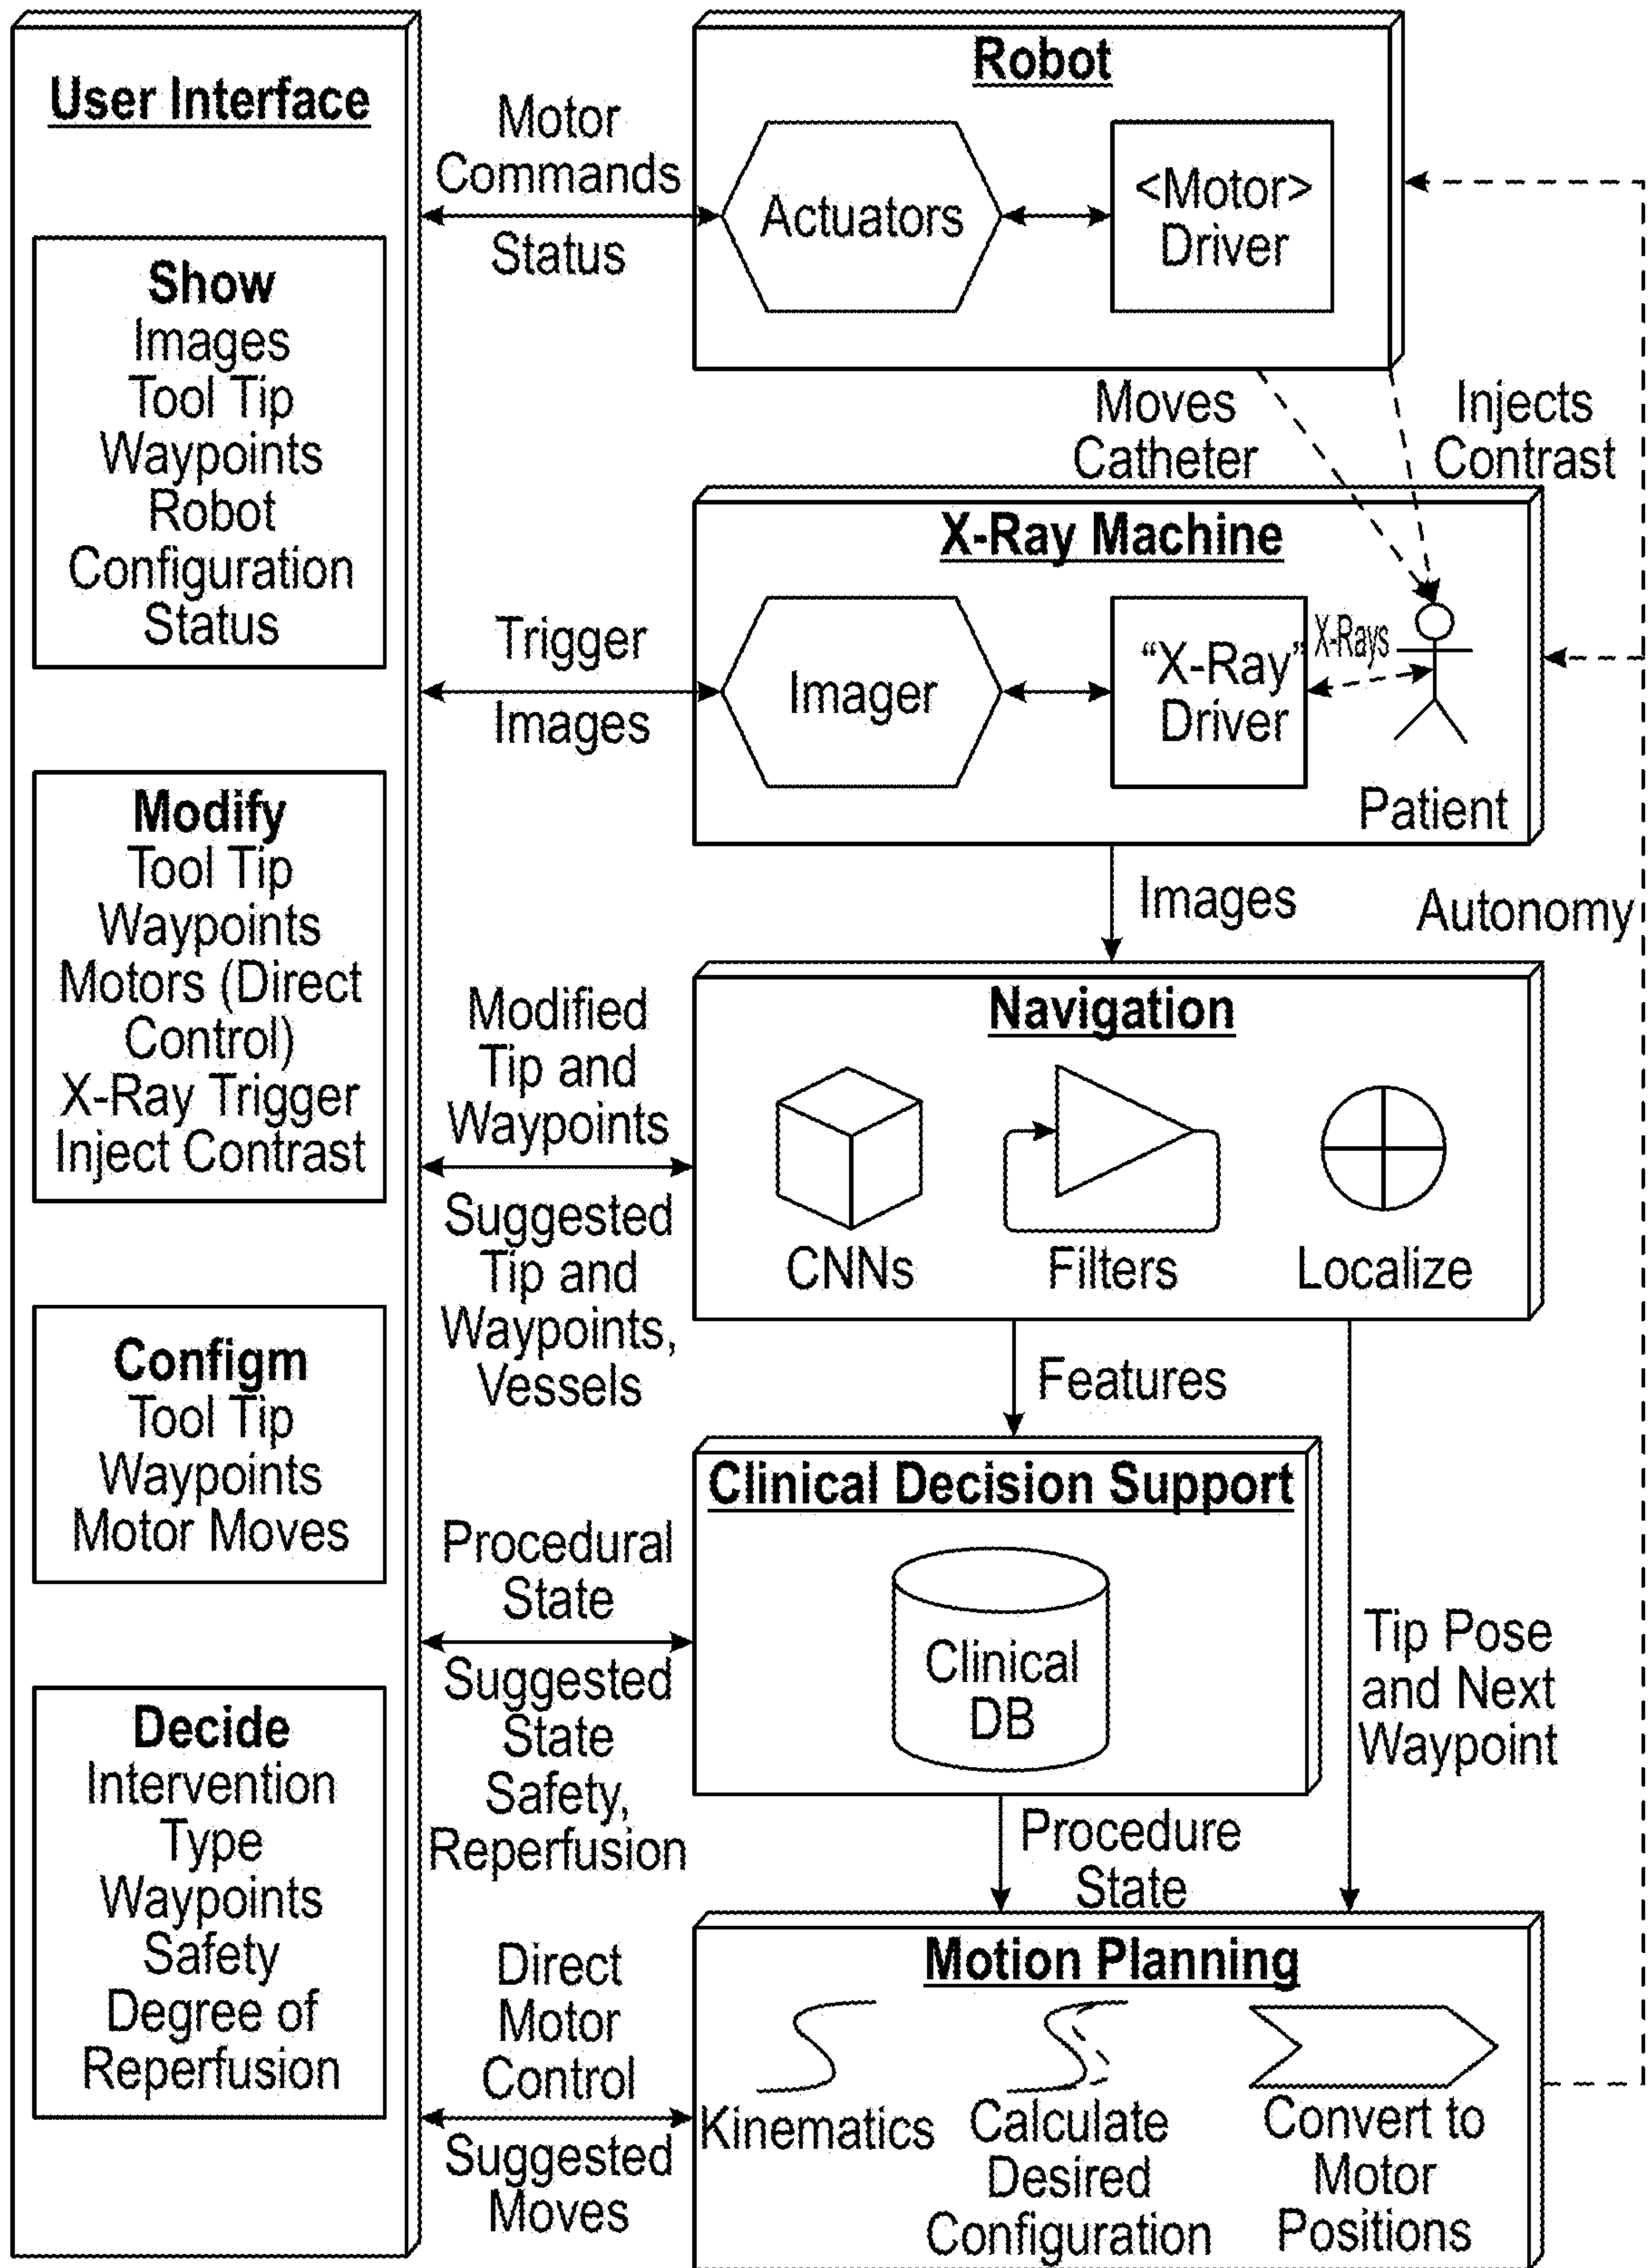 User Interface
Show
Images
Tool Tip
Waypoints
Robot
Configuration
Status
Modify
Tool Tip
Waypoints
Motors (Direct
Control)
X-Ray Trigger
Inject Contrast
Configm
Tool Tip
Waypoints
Motor Moves
Decide
Intervention
Type
Waypoints
Safety
Degree of
Reperfusion
Motor
Commands
Status
Trigger
Images
Modified
Tip and
Waypoints
Suggested
Tip and
Waypoints,
Vessels
Procedural
State
Suggested
State
Safety,
Reperfusion
Direct
Motor
Control
Suggested
Moves
Robot
Actuators
<Motor>
Driver
Moves
Catheter
Injects
Contrast
X-Ray Machine
Imager
“X-Ray”
Driver
X-Rays
Patient
Images
Autonomy
Navigation
CNNs
Filters
Localize
Features
Clinical Decision Support
Clinical
DB
Tip Pose
and Next
Waypoint
Procedure
State
Motion Planning
Kinematics
Calculate
Desired
Configuration
Convert to
Motor
Positions